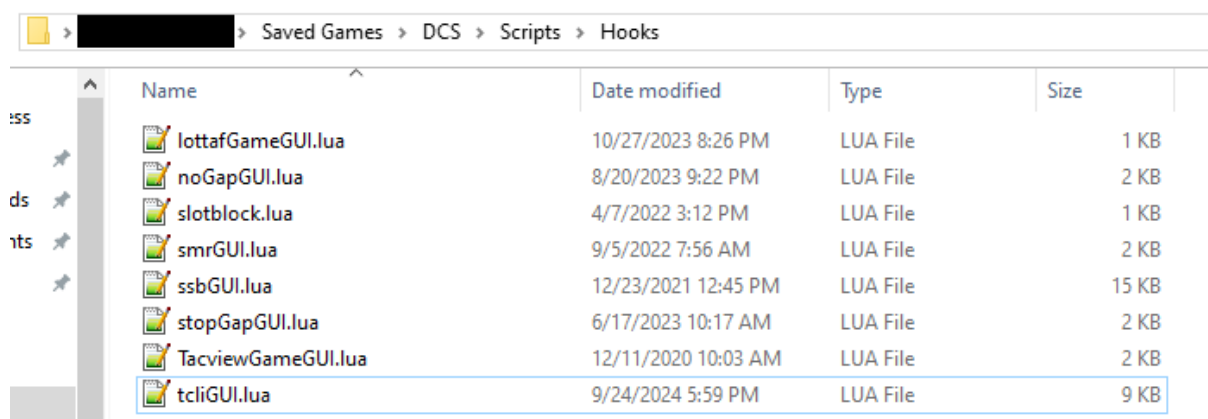 > > Saved Games > DCS > Scripts > Hooks
Name Date modified Type Size
ess
lottafGameGUI.lua 10/27/2023 8:26 PM LUA File 1 KB
noGapGUI.lua 8/20/2023 9:22 PM LUA File 2 KB
ds
slotblock.lua 4/7/2022 3:12 PM LUA File 1 KB
nts
smrGUI.lua 9/5/2022 7:56 AM LUA File 2 KB
ssbGUI.lua 12/23/2021 12:45 PM LUA File 15 KB
stopGapGUI.lua 6/17/2023 10:17 AM LUA File 2 KB
TacviewGameGUI.lua 12/11/2020 10:03 AM LUA File 2 KB
tcliGUI.lua 9/24/2024 5:59 PM LUA File 9 KB